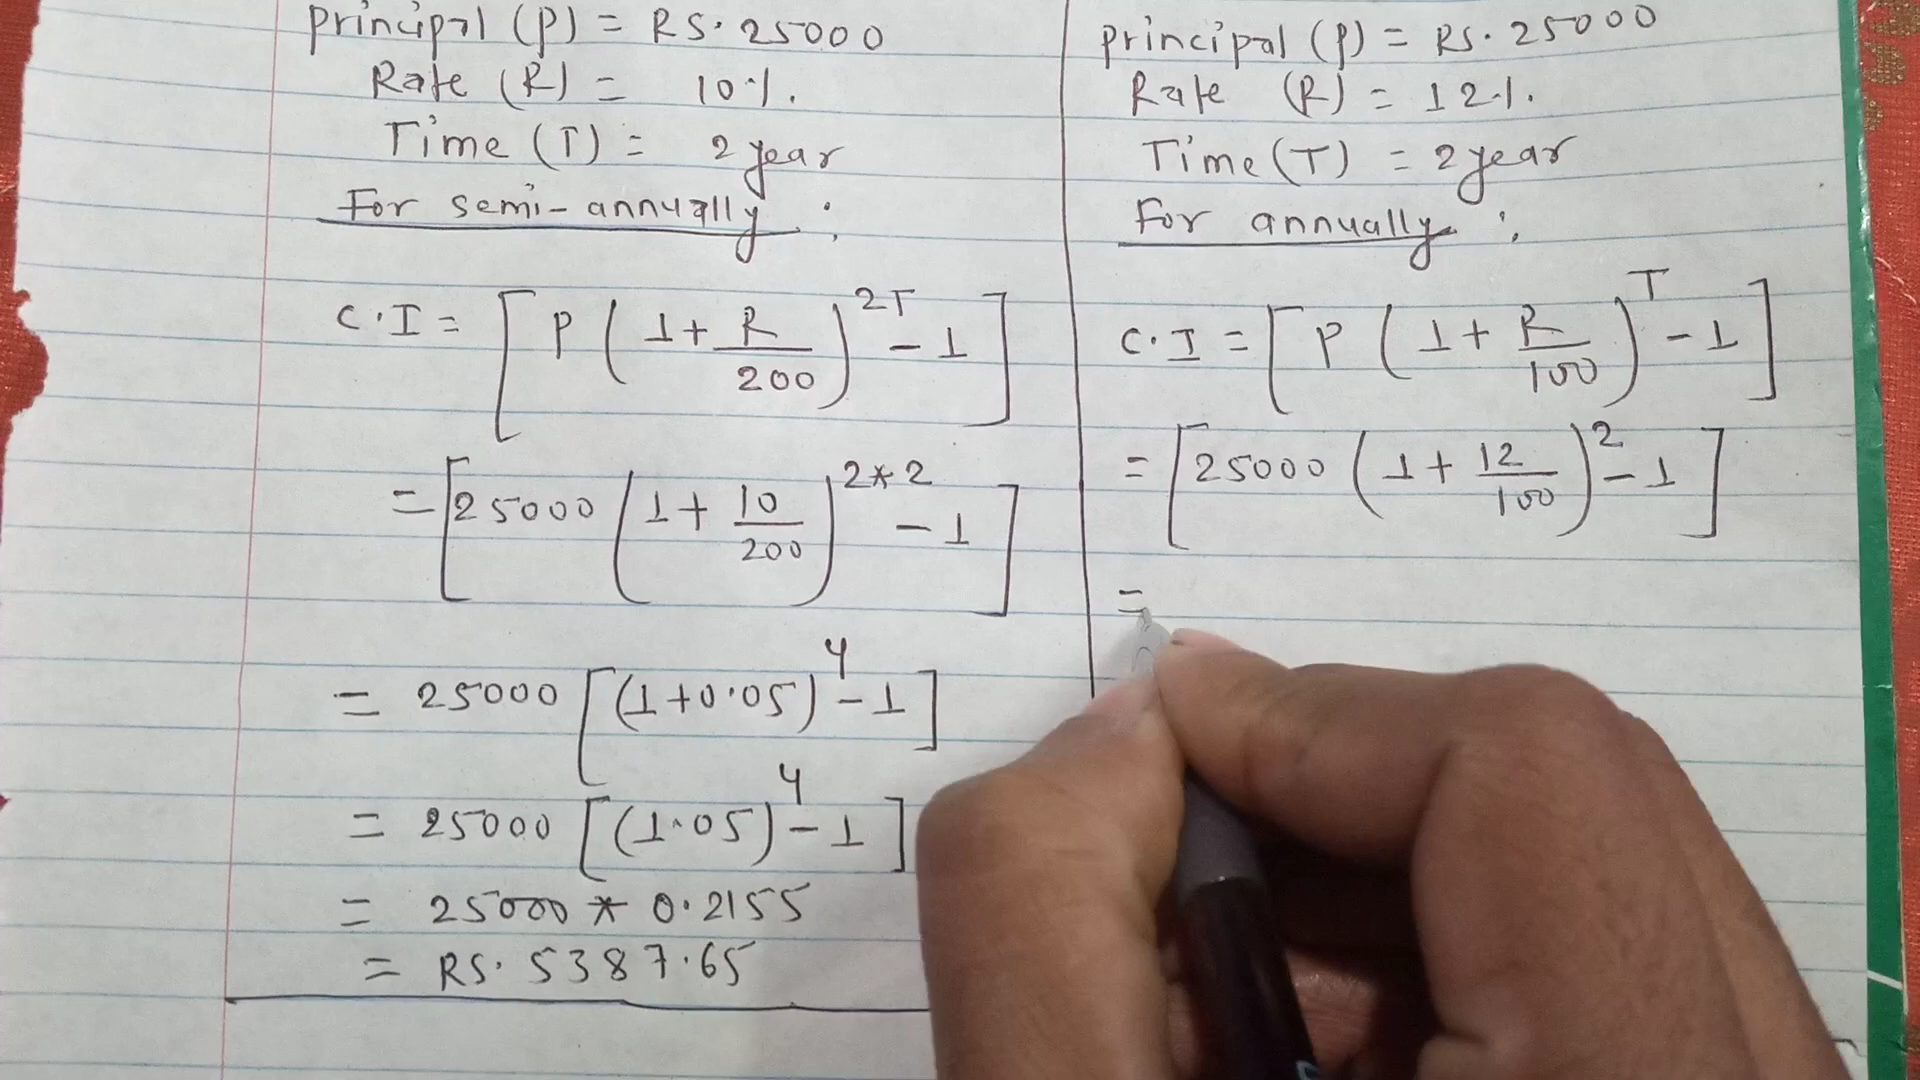 principal (P) = RS. 25000
Rate (R) = 10%.
Time (T) = 2 year
For semi-annually :
C.I = [P(1+R/200)^2T - 1]
= [25000(1+10/200)^2*2 - 1]
= 25000[(1+0.05)^4 - 1]
= 25000[(1.05)^4 - 1]
= 25000 * 0.2155
= RS. 5387.65
principal (P) = RS. 25000
Rate (R) = 12%.
Time (T) = 2 year
For annually :
C.I = [P(1+R/100)^T - 1]
= [25000(1+12/100)^2 - 1]
=